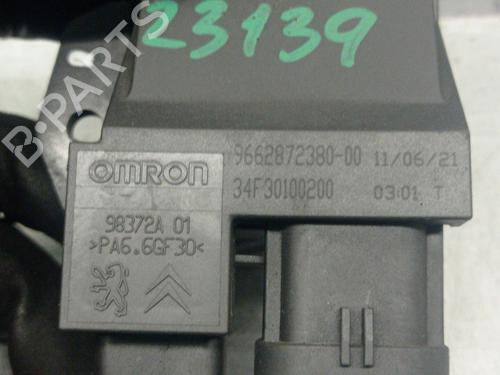 23139
B-PARTS
OMRON
9662872380-00 11/06/21
34F30100200 03:01 T
98372A 01
>PA6.6GF30<